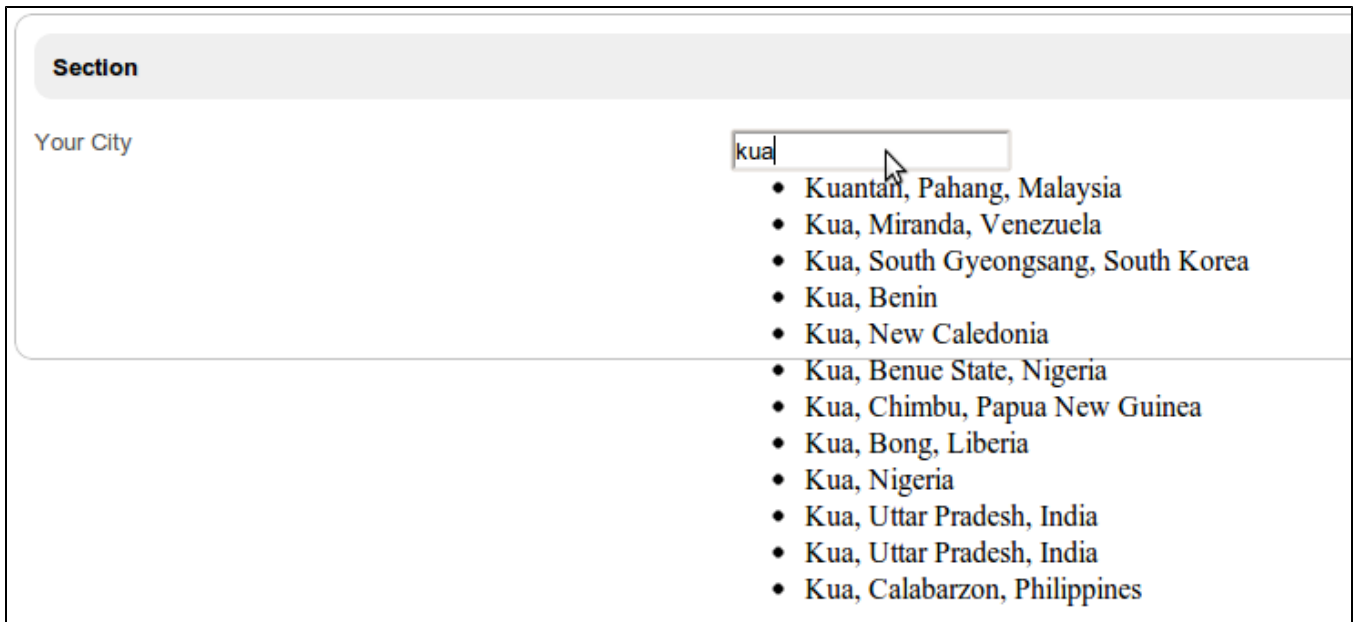 Section
Your City
kua
Kuantan, Pahang, Malaysia
Kua, Miranda, Venezuela
Kua, South Gyeongsang, South Korea
Kua, Benin
Kua, New Caledonia
Kua, Benue State, Nigeria
Kua, Chimbu, Papua New Guinea
Kua, Bong, Liberia
Kua, Nigeria
Kua, Uttar Pradesh, India
Kua, Uttar Pradesh, India
Kua, Calabarzon, Philippines